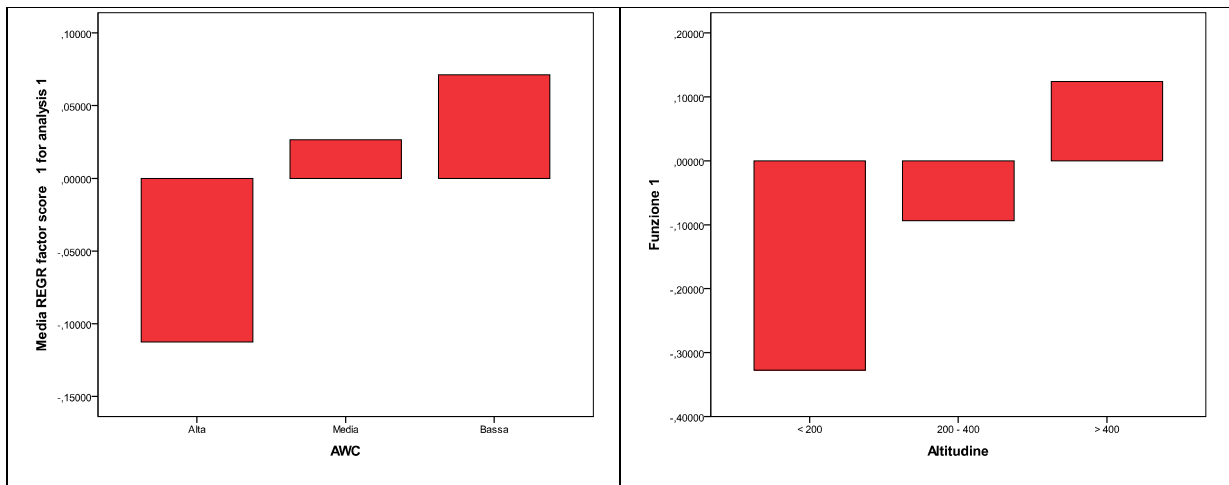 ,10000
,05000
,00000
-,05000
-,10000
-,15000
Media REGR factor score 1 for analysis 1
Alta Media Bassa
AWC
,20000
,10000
,00000
-,10000
-,20000
-,30000
-,40000
Funzione 1
< 200 200 - 400 > 400
Altitudine